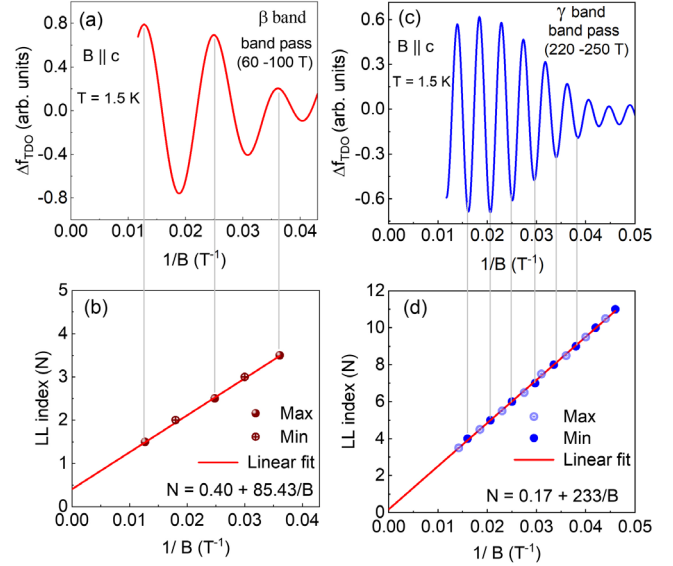 (a)
β band
band pass
(60 -100 T)
B || c
T = 1.5 K
0.8
0.4
0.0
-0.4
-0.8
Δf_TDO (arb. units)
0.00 0.01 0.02 0.03 0.04
1/B (T⁻¹)
(c)
γ band
band pass
(220 -250 T)
B || c
T = 1.5 K
0.6
0.3
0.0
-0.3
-0.6
Δf_TDO (arb. units)
0.00 0.01 0.02 0.03 0.04 0.05
1/B (T⁻¹)
(b)
5
4
3
2
1
0
LL index (N)
Max
Min
Linear fit
N = 0.40 + 85.43/B
0.00 0.01 0.02 0.03 0.04
1/ B (T⁻¹)
(d)
12
10
8
6
4
2
0
LL index (N)
Max
Min
Linear fit
N = 0.17 + 233/B
0.00 0.01 0.02 0.03 0.04 0.05
1/ B (T⁻¹)